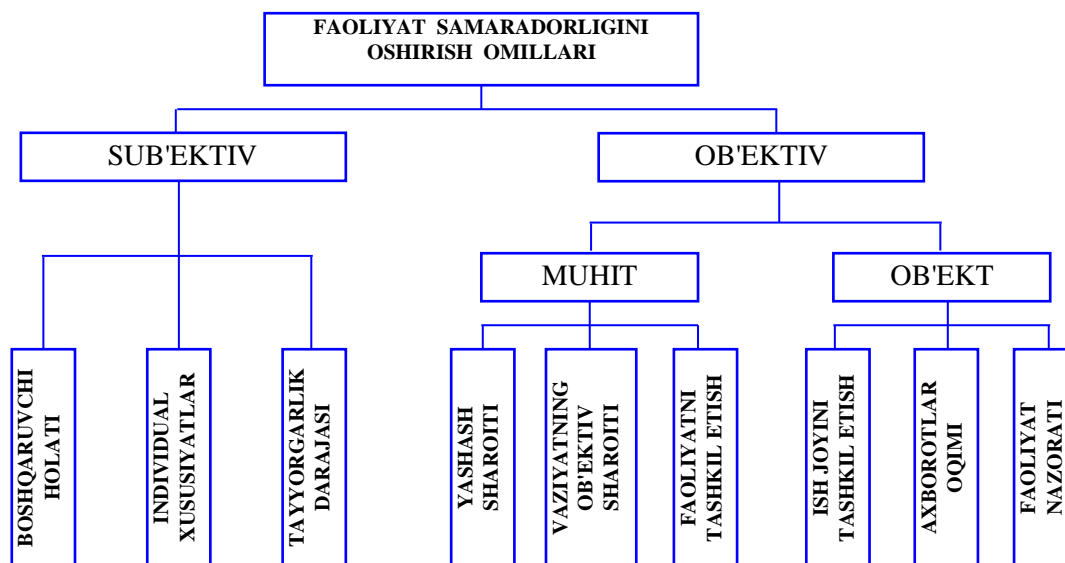 FAOLIYAT SAMARADORLIGINI
OSHIRISH OMILLARI
SUB'EKTIV
OB'EKTIV
MUHIT
OB'EKT
BOSHQARUVCHI
HOLATI
INDIVIDUAL
XUSUSIYATLAR
TAYYORGARLIK
DARAJASI
YASHASH
SHAROITI
VAZIYATNING
OB'EKTIV
SHAROITI
FAOLIYATNI
TASHKIL ETISH
ISH JOYINI
TASHKIL ETISH
AXBOROTLAR
OQIMI
FAOLIYAT
NAZORATI